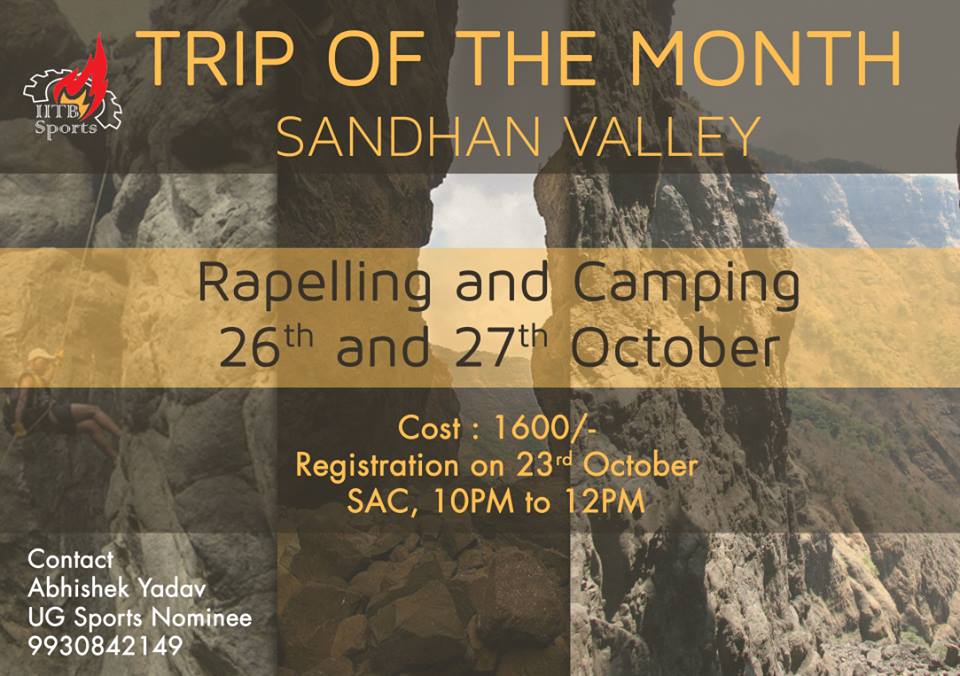 TRIP OF THE MONTH
IITB
Sports
SANDHAN VALLEY
Rapelling and Camping
26th and 27th October
Cost : 1600/-
Registration on 23rd October
SAC, 10PM to 12PM
Contact
Abhishek Yadav
UG Sports Nominee
9930842149